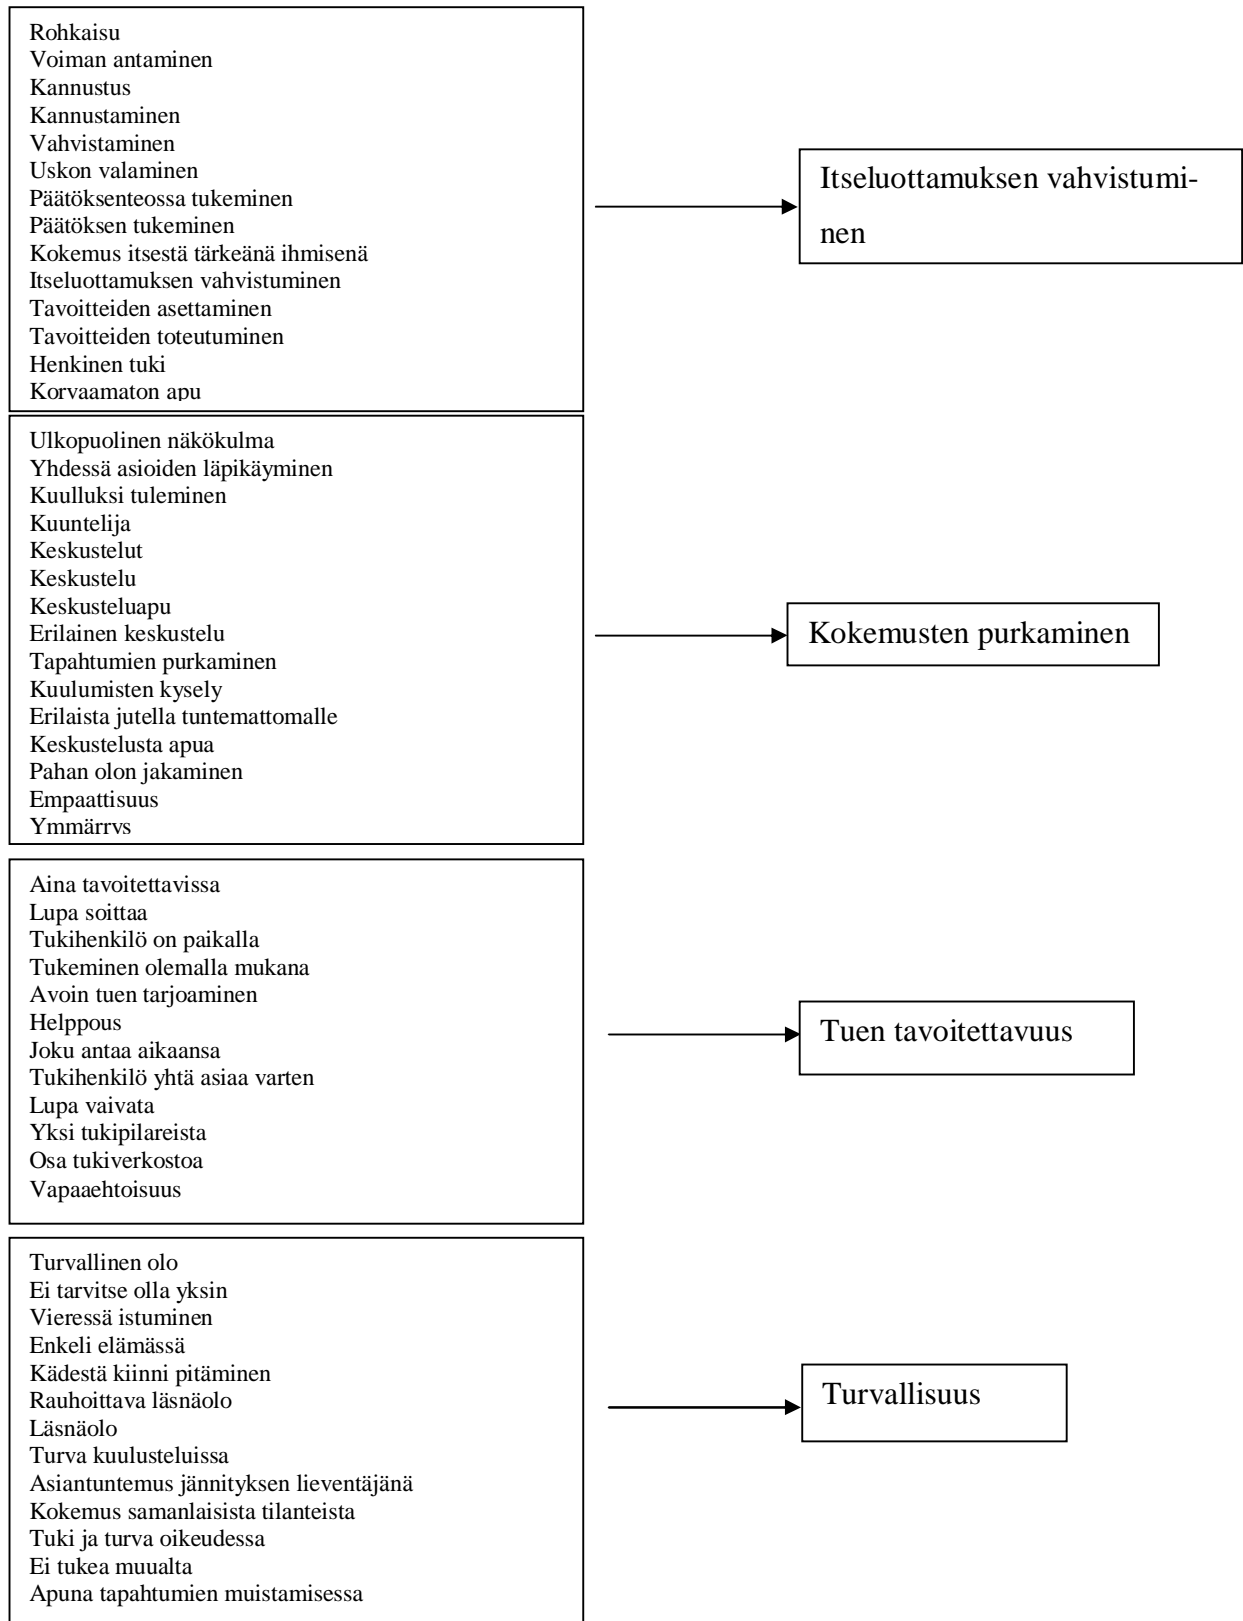 Rohkaisu
Voiman antaminen
Kannustus
Kannustaminen
Vahvistaminen
Uskon valaminen
Päätöksenteossa tukeminen
Päätöksen tukeminen
Kokemus itsestä tärkeänä ihmisenä
Itseluottamuksen vahvistuminen
Tavoitteiden asettaminen
Tavoitteiden toteutuminen
Henkinen tuki
Korvaamaton apu
Itseluottamuksen vahvistumi-
nen
Ulkopuolinen näkökulma
Yhdessä asioiden läpikäyminen
Kuulluksi tuleminen
Kuuntelija
Keskustelut
Keskustelu
Keskusteluapu
Erilainen keskustelu
Tapahtumien purkaminen
Kuulumisten kysely
Erilaista jutella tuntemattomalle
Keskustelusta apua
Pahan olon jakaminen
Empaattisuus
Ymmärrys
Kokemusten purkaminen
Aina tavoitettavissa
Lupa soittaa
Tukihenkilö on paikalla
Tukeminen olemalla mukana
Avoin tuen tarjoaminen
Helppous
Joku antaa aikaansa
Tukihenkilö yhtä asiaa varten
Lupa vaivata
Yksi tukipilareista
Osa tukiverkostoa
Vapaaehtoisuus
Tuen tavoitettavuus
Turvallinen olo
Ei tarvitse olla yksin
Vieressä istuminen
Enkeli elämässä
Kädestä kiinni pitäminen
Rauhoittava läsnäolo
Läsnäolo
Turva kuulusteluissa
Asiantuntemus jännityksen lieventäjänä
Kokemus samanlaisista tilanteista
Tuki ja turva oikeudessa
Ei tukea muualta
Apuna tapahtumien muistamisessa
Turvallisuus